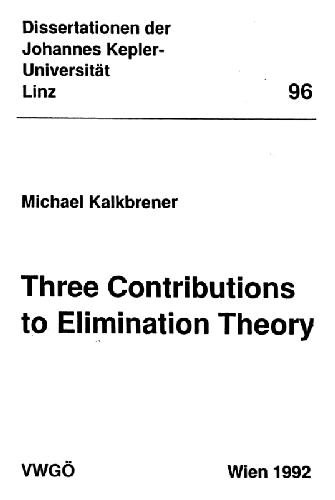 Dissertationen der
Johannes Kepler-
Universität
Linz 96
Michael Kalkbrener
Three Contributions
to Elimination Theory
VWGÖ Wien 1992